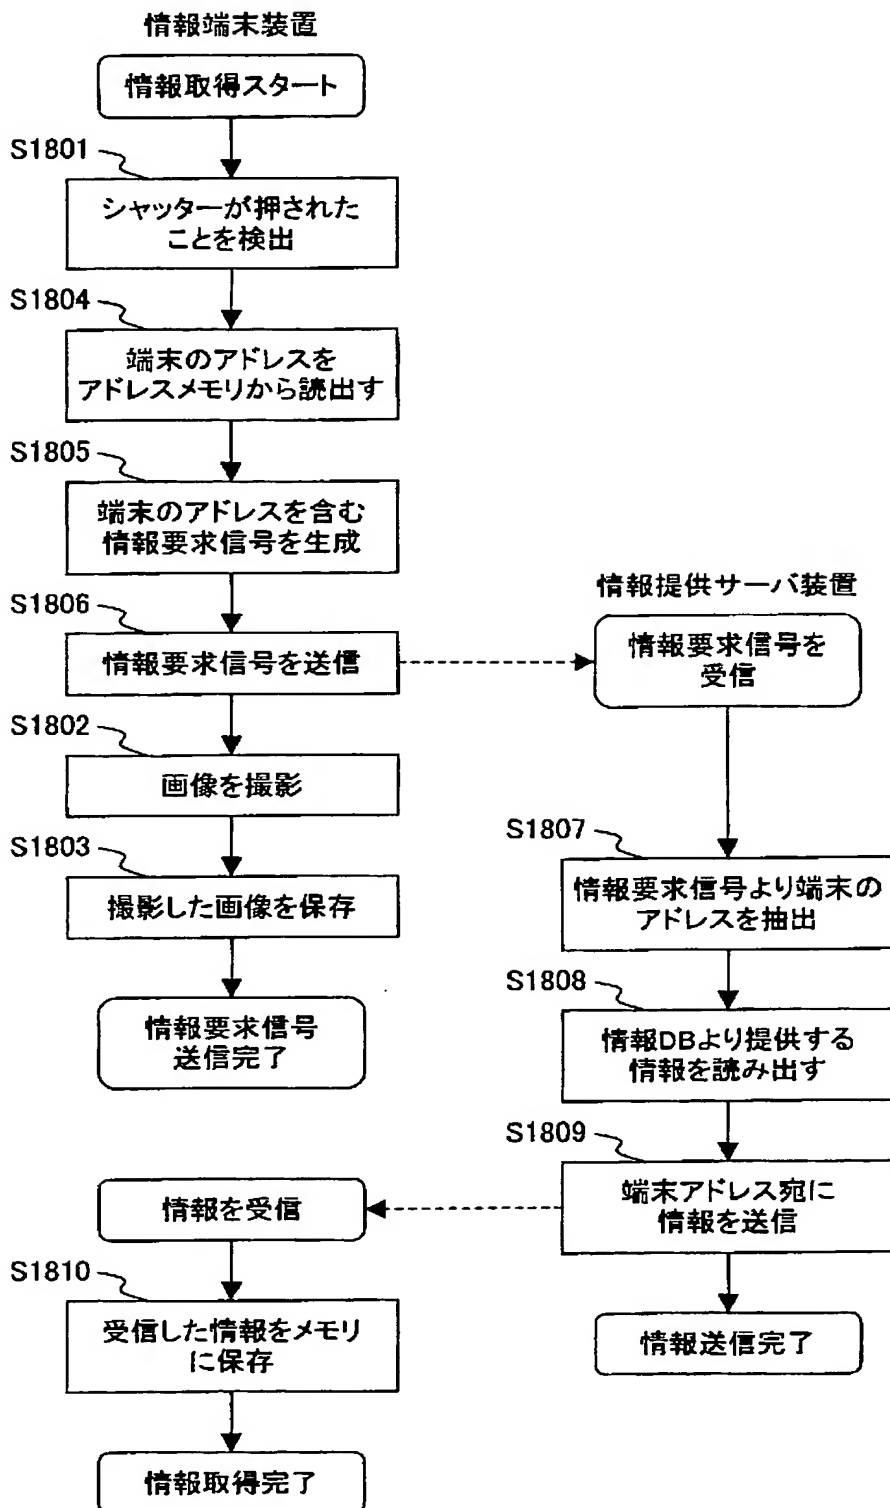 情報端末装置
情報取得スタート
S1801
シャッターが押された
ことを検出
S1804
端末のアドレスを
アドレスメモリから読出す
S1805
端末のアドレスを含む
情報要求信号を生成
S1806
情報要求信号を送信
S1802
画像を撮影
S1803
撮影した画像を保存
情報要求信号
送信完了
情報提供サーバ装置
情報要求信号を
受信
S1807
情報要求信号より端末の
アドレスを抽出
S1808
情報DBより提供する
情報を読み出す
S1809
端末アドレス宛に
情報を送信
情報送信完了
情報を受信
S1810
受信した情報をメモリ
に保存
情報取得完了